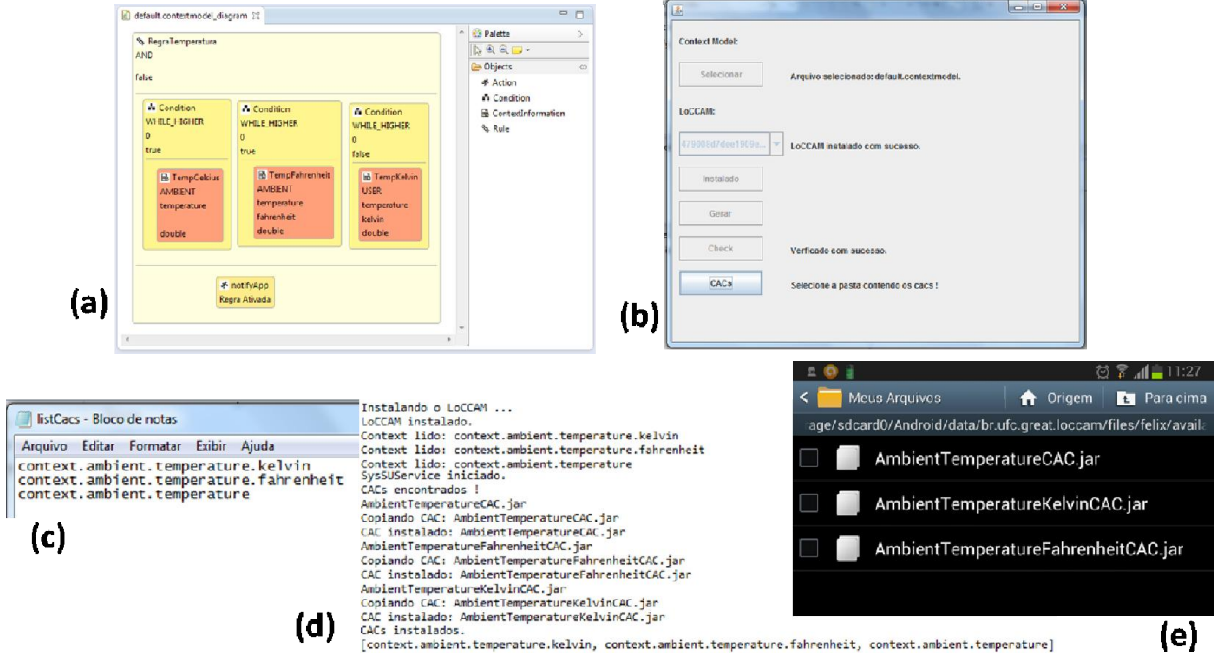 default.contextmodel_diagram
RegraTemperatura
AND
false
Condition
WHILE_HIGHER
0
true
TempCelcius
AMBIENT
temperature
double
Condition
WHILE_HIGHER
0
true
TempFahrenheit
AMBIENT
temperature
fahrenheit
double
Condition
WHILE_HIGHER
0
false
TempKelvin
USER
temperature
kelvin
double
notifyApp
Regra Ativada
Palette
Objects
Action
Condition
ContextInformation
Rule
(a)
Context Model:
Selecionar
Arquivo selecionado: default.contextmodel.
LoCCAM:
LoCCAM instalado com sucesso.
Instalado
Gerar
Check
Verificado com sucesso.
CACs
Selecione a pasta contendo os cacs !
(b)
listCacs - Bloco de notas
Arquivo Editar Formatar Exibir Ajuda
context.ambient.temperature.kelvin
context.ambient.temperature.fahrenheit
context.ambient.temperature
(c)
Instalando o LoCCAM ...
LoCCAM instalado.
Context lido: context.ambient.temperature.kelvin
Context lido: context.ambient.temperature.fahrenheit
Context lido: context.ambient.temperature
SysSUService iniciado.
CACs encontrados !
AmbientTemperatureCAC.jar
Copiando CAC: AmbientTemperatureCAC.jar
CAC instalado: AmbientTemperatureCAC.jar
AmbientTemperatureFahrenheitCAC.jar
Copiando CAC: AmbientTemperatureFahrenheitCAC.jar
CAC instalado: AmbientTemperatureFahrenheitCAC.jar
AmbientTemperatureKelvinCAC.jar
Copiando CAC: AmbientTemperatureKelvinCAC.jar
CAC instalado: AmbientTemperatureKelvinCAC.jar
CACs instalados.
[context.ambient.temperature.kelvin, context.ambient.temperature.fahrenheit, context.ambient.temperature]
(d)
11:27
< Meus Arquivos Origem Para cima
age/sdcard0/Android/data/br.ufc.great.loccam/files/felix/availa
AmbientTemperatureCAC.jar
AmbientTemperatureKelvinCAC.jar
AmbientTemperatureFahrenheitCAC.jar
(e)